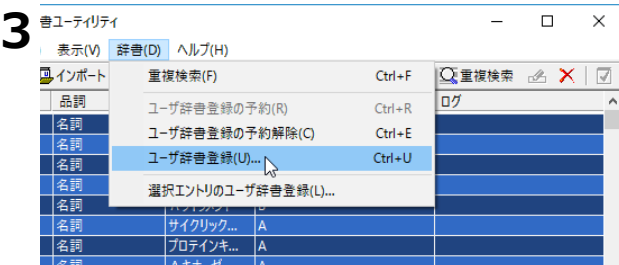 3
書ユーティリティ
表示(V) 辞書(D) ヘルプ(H)
インポート 重複検索(F) Ctrl+F 重複検索
品詞 ユーザ辞書登録の予約(R) Ctrl+R ログ
名詞 ユーザ辞書登録の予約解除(C) Ctrl+E
名詞
名詞 ユーザ辞書登録(U)... Ctrl+U
名詞 選択エントリのユーザ辞書登録(L)...
名詞
名詞 サイクリック... A
名詞 プロテインキ... A